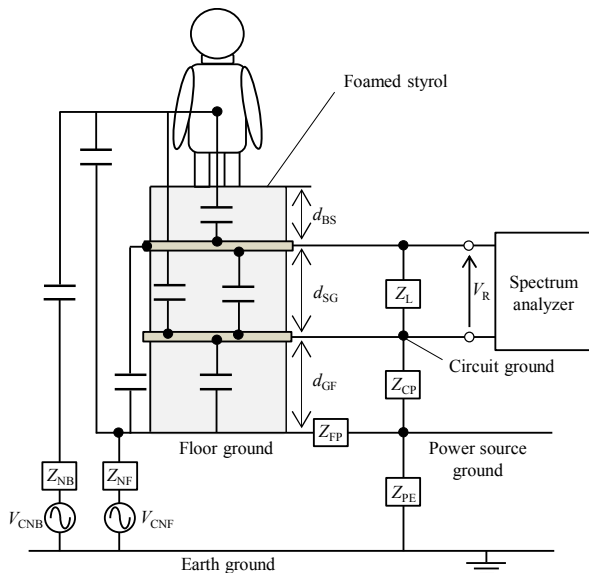 Foamed styrol
d_BS
d_SG
d_GF
Z_L
V_R
Spectrum
analyzer
Circuit ground
Z_CP
Z_FP
Floor ground
Power source
ground
Z_NB
Z_NF
Z_PE
V_CNB
V_CNF
Earth ground